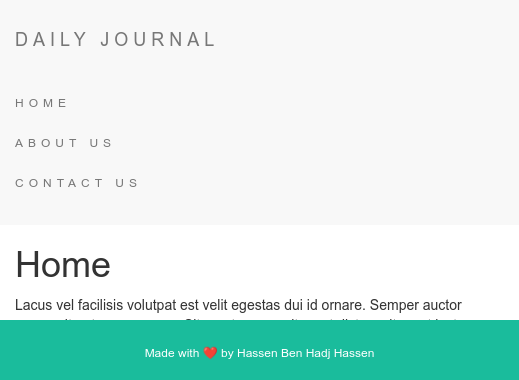 DAILY JOURNAL
HOME
ABOUT US
CONTACT US
Home
Lacus vel facilisis volutpat est velit egestas dui id ornare. Semper auctor
Made with ❤️ by Hassen Ben Hadj Hassen